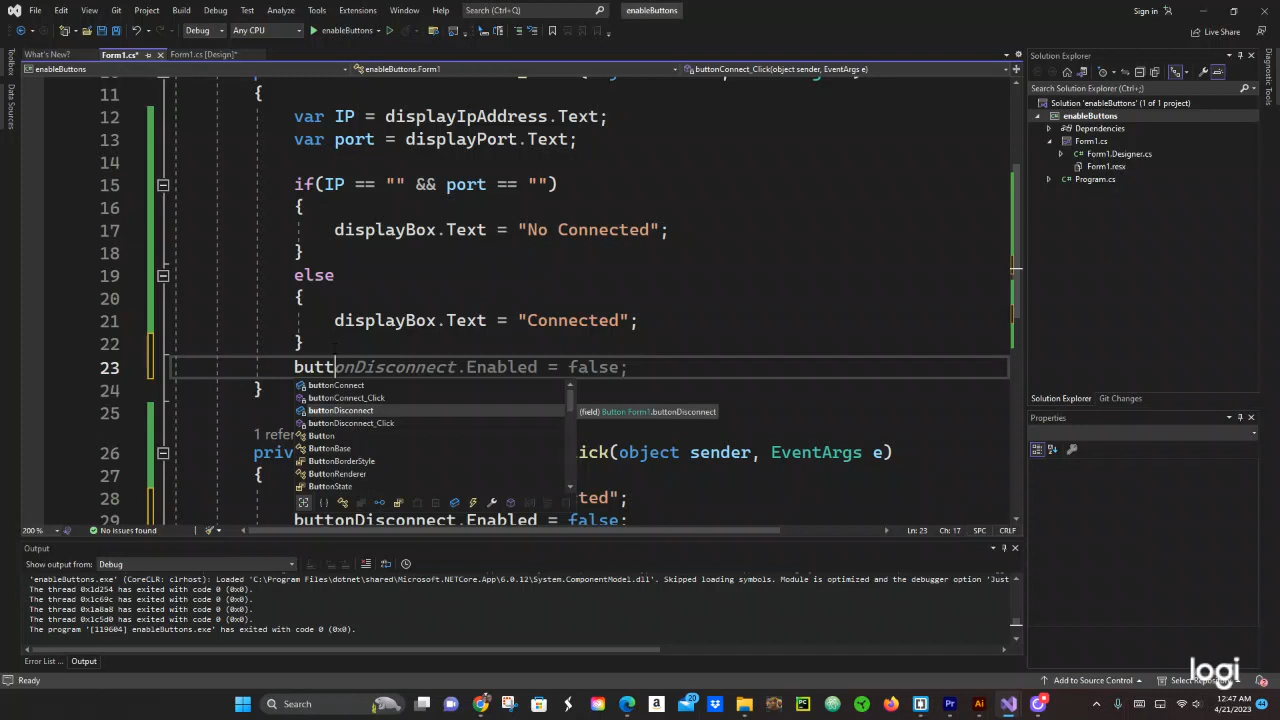 File Edit View Git Project Build Debug Test Analyze Tools Extensions Window Help Search (Ctrl+Q) enableButtons Sign in
Debug Any CPU enableButtons Live Share
What's New? Form1.cs* Form1.cs [Design]*
enableButtons enableButtons.Form1 buttonConnect_Click(object sender, EventArgs e)
Toolbox
Data Sources
11 {
12 var IP = displayIpAddress.Text;
13 var port = displayPort.Text;
14
15 if(IP == "" && port == "")
16 {
17 displayBox.Text = "No Connected";
18 }
19 else
20 {
21 displayBox.Text = "Connected";
22 }
23 buttonDisconnect.Enabled = false;
24 }
25
buttonConnect
buttonConnect_Click
buttonDisconnect
(field) Button Form1.buttonDisconnect
buttonDisconnect_Click
Button
ButtonBase
ButtonBorderStyle
ButtonRenderer
ButtonState
1 refer
26 priv lick(object sender, EventArgs e)
27 {
28 ted";
29 buttonDisconnect.Enabled = false;
200 % No issues found Ln: 23 Ch: 17 SPC CRLF
Output
Show output from: Debug
'enableButtons.exe' (CoreCLR: clrhost): Loaded 'C:\Program Files\dotnet\shared\Microsoft.NETCore.App\6.0.12\System.ComponentModel.dll'. Skipped loading symbols. Module is optimized and the debugger option 'Just
The thread 0x1d254 has exited with code 0 (0x0).
The thread 0x1c69c has exited with code 0 (0x0).
The thread 0x1a8a8 has exited with code 0 (0x0).
The thread 0x1c5d0 has exited with code 0 (0x0).
The program '[119604] enableButtons.exe' has exited with code 0 (0x0).
Error List ... Output
Solution Explorer
Search Solution Explorer (Ctrl+;)
Solution 'enableButtons' (1 of 1 project)
enableButtons
Dependencies
Form1.cs
Form1.Designer.cs
Form1.resx
Program.cs
Solution Explorer Git Changes
Properties
Diagnostic Tools
logi
Ready Add to Source Control Select Repository
Search 20 12:47 AM
4/21/2023